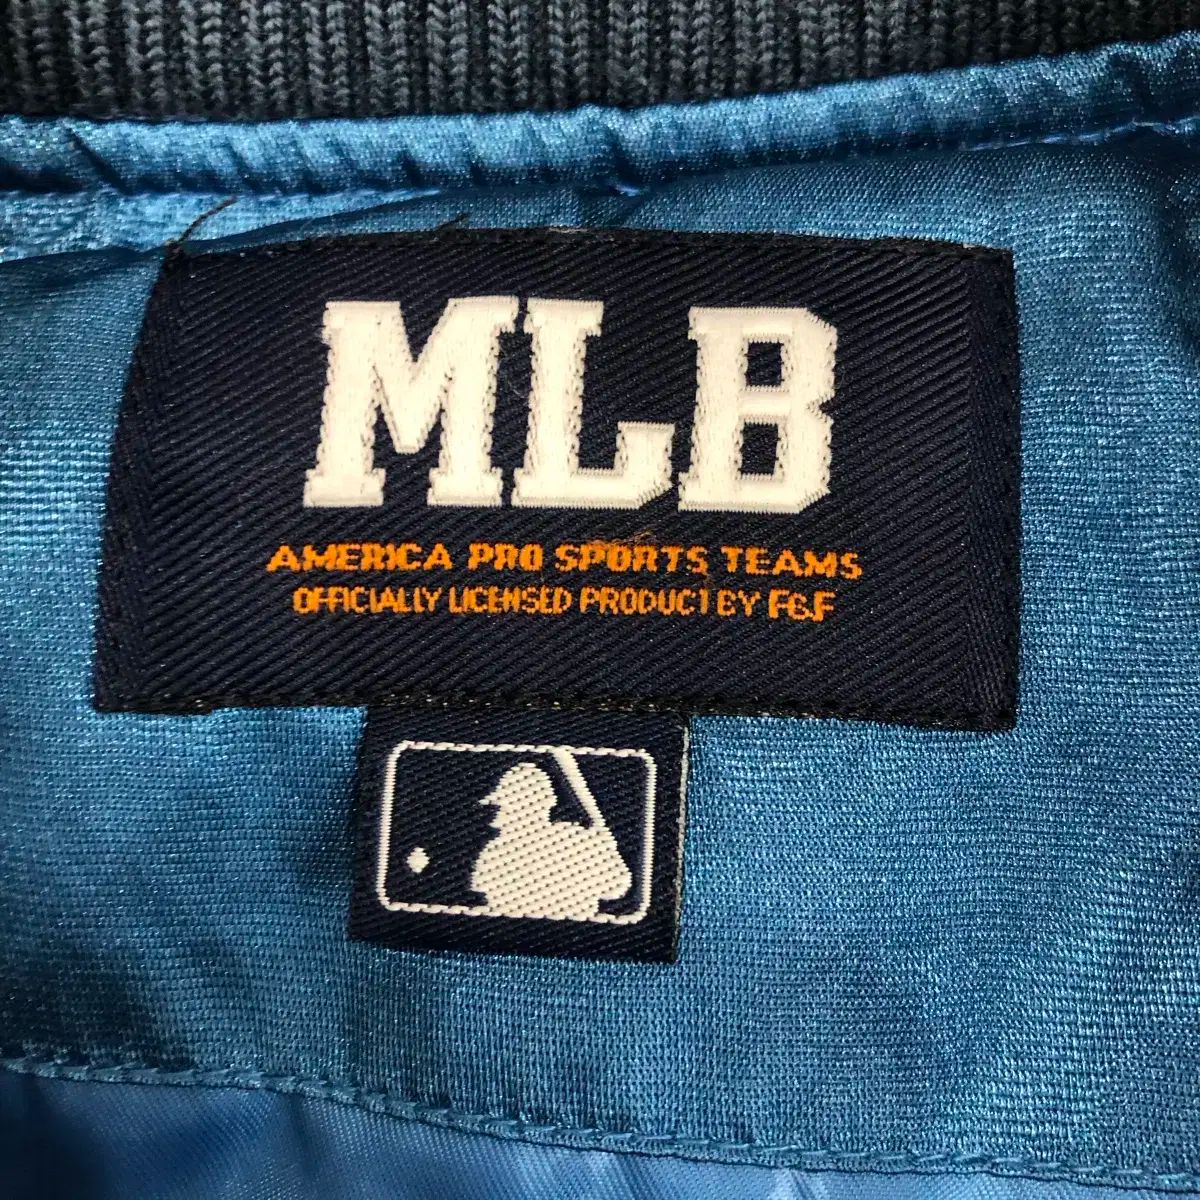 MLB
AMERICA PRO SPORTS TEAMS
OFFICIALLY LICENSED PRODUCT BY F&F